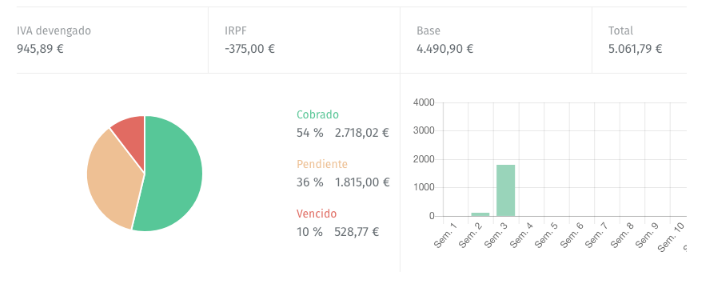 IVA devengado
945,89 €
IRPF
-375,00 €
Base
4.490,90 €
Total
5.061,79 €
Cobrado
54 % 2.718,02 €
Pendiente
36 % 1.815,00 €
Vencido
10 % 528,77 €
4000
3000
2000
1000
0
Sem. 1
Sem. 2
Sem. 3
Sem. 4
Sem. 5
Sem. 6
Sem. 7
Sem. 8
Sem. 9
Sem. 10